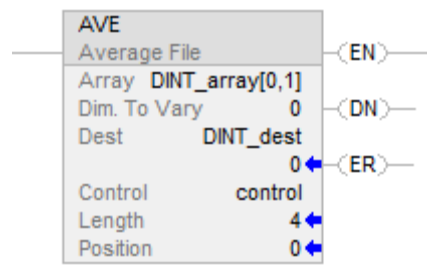 AVE
Average File
(EN)
Array DINT_array[0,1]
Dim. To Vary 0
(DN)
Dest DINT_dest
0
(ER)
Control control
Length 4
Position 0